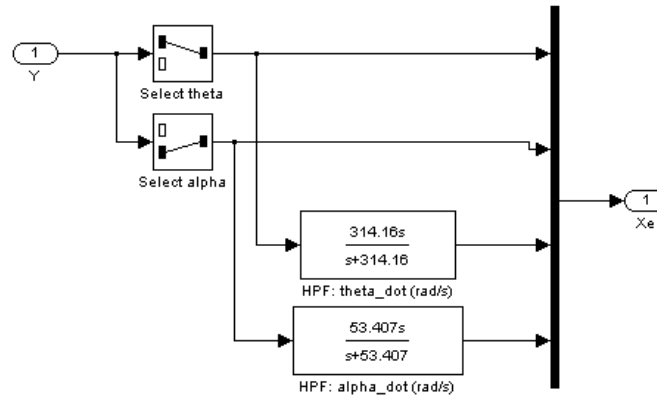 1
Y
Select theta
Select alpha
1
Xe
314.16s
s+314.16
HPF: theta_dot (rad/s)
53.407s
s+53.407
HPF: alpha_dot (rad/s)